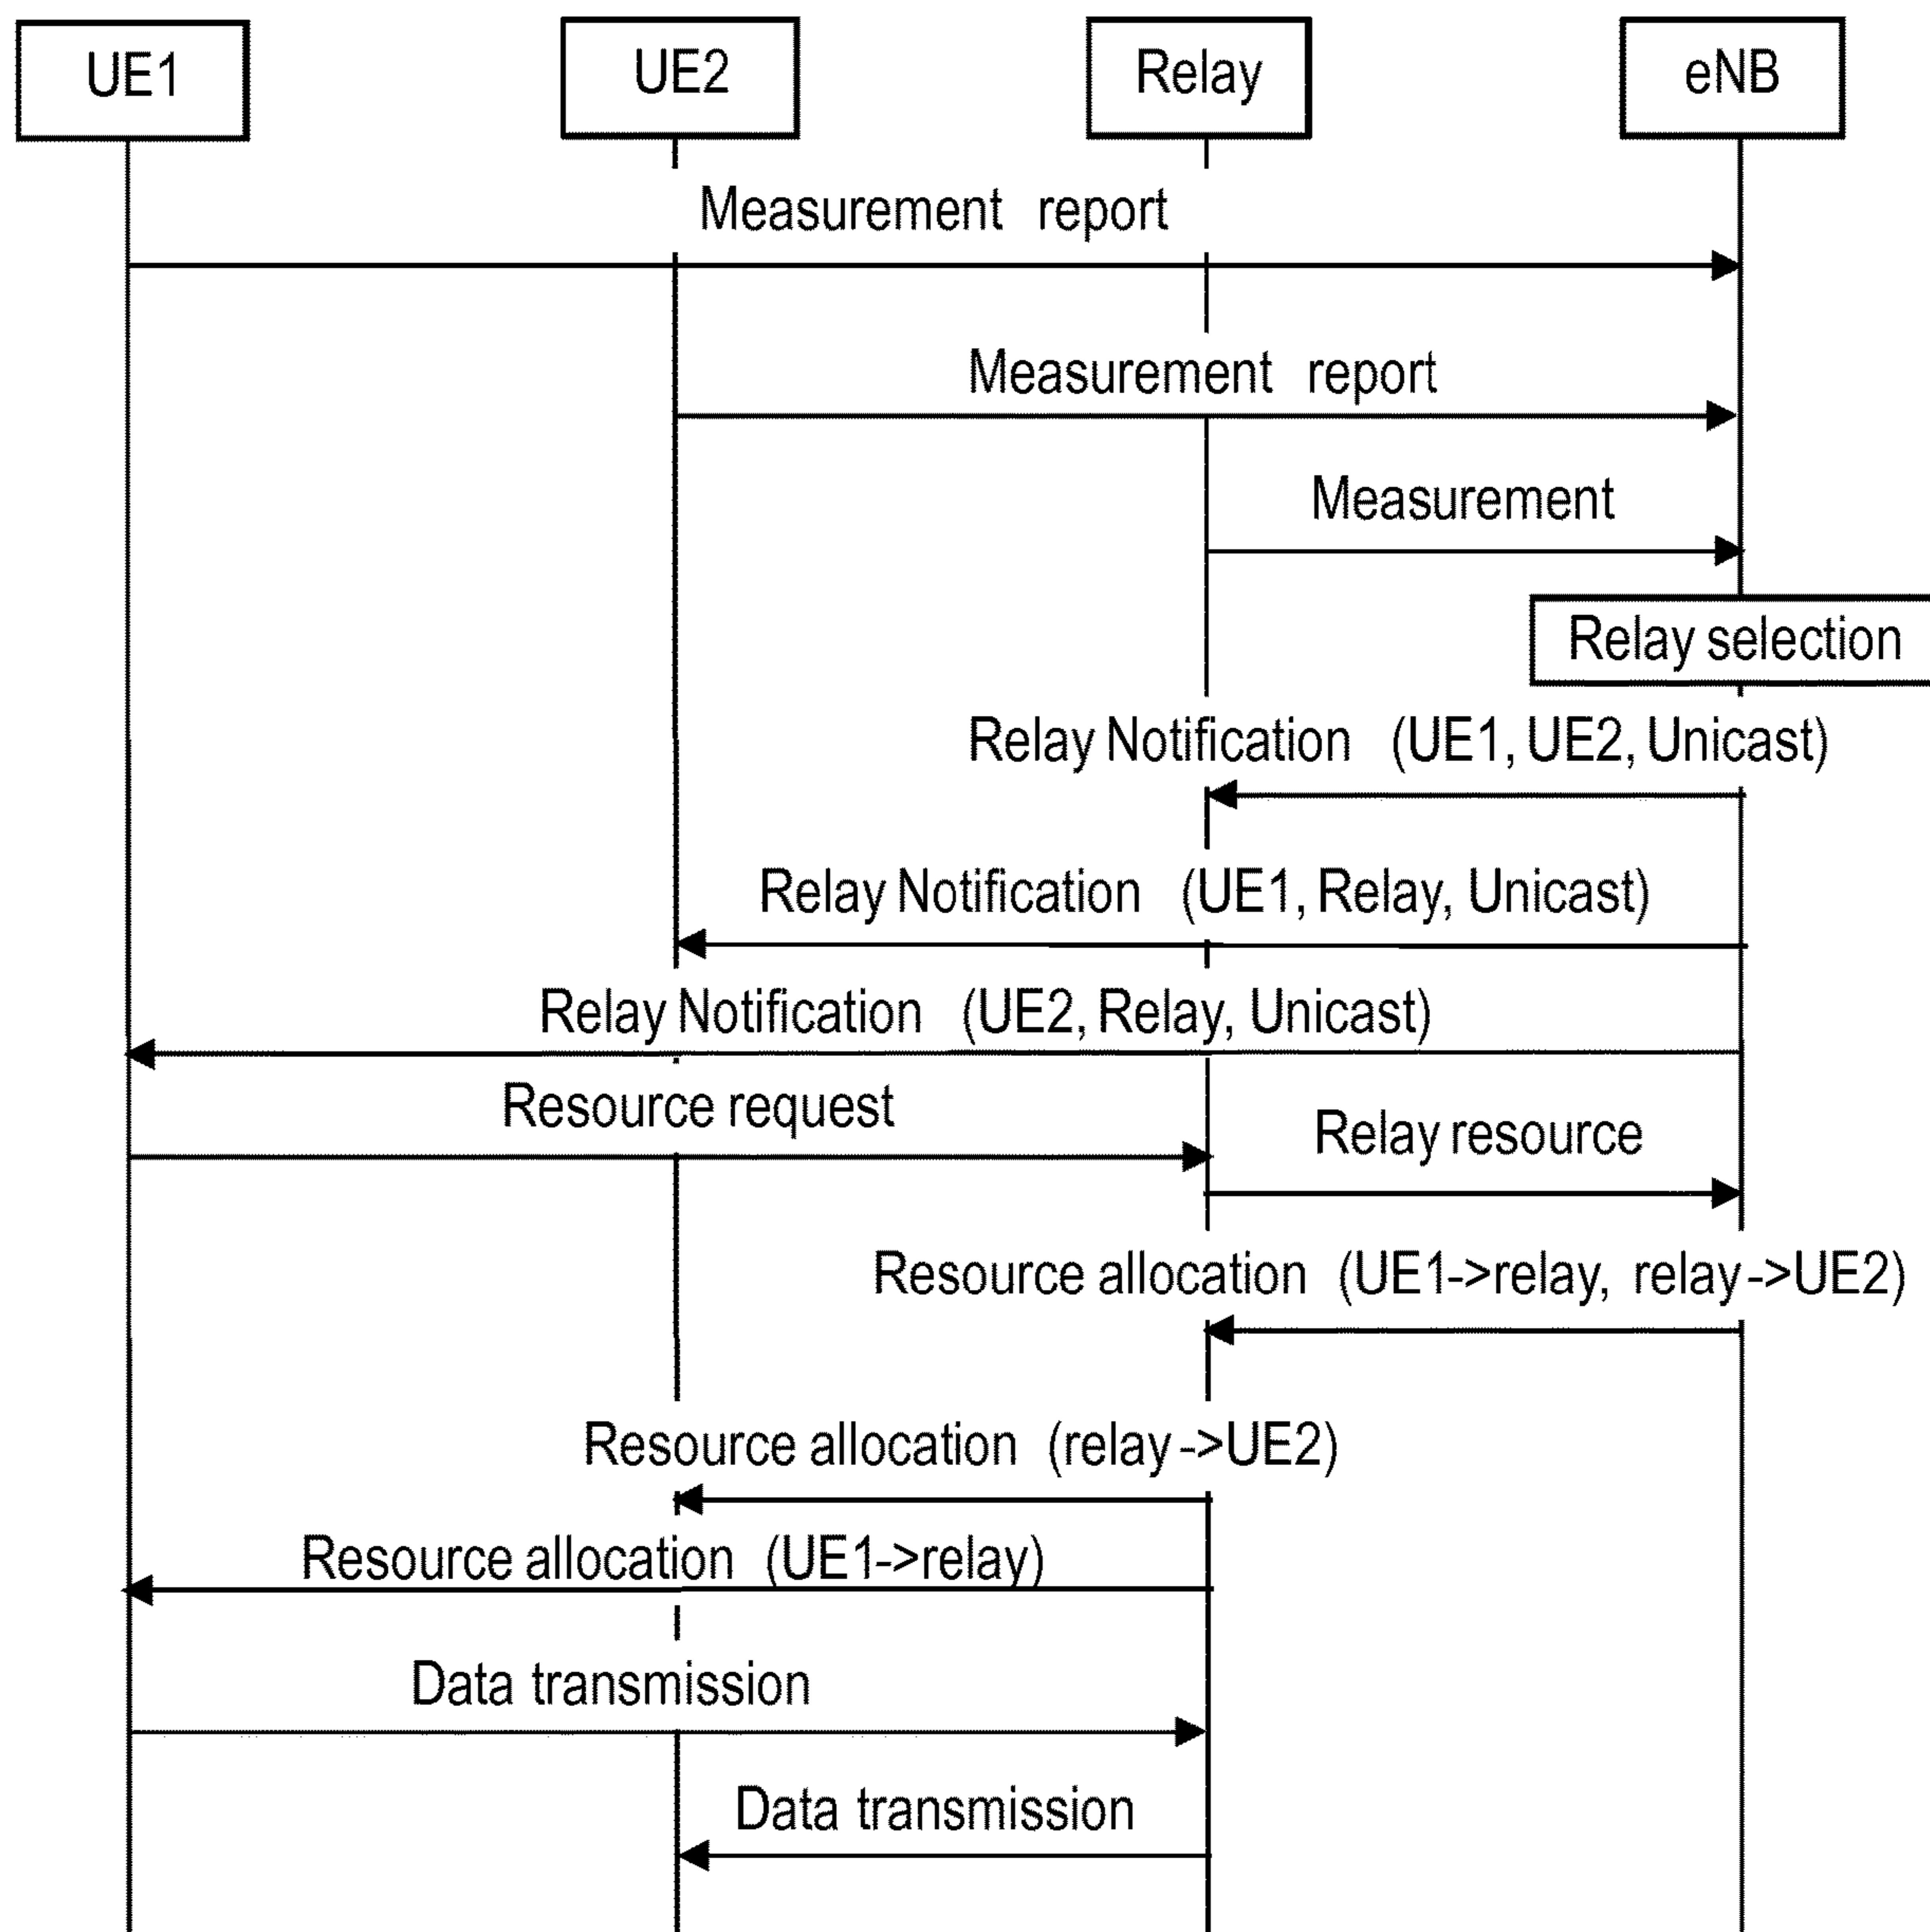 UE1
UE2
Relay
eNB
Measurement report
Measurement report
Measurement
Relay selection
Relay Notification (UE1, UE2, Unicast)
Relay Notification (UE1, Relay, Unicast)
Relay Notification (UE2, Relay, Unicast)
Resource request
Relay resource
Resource allocation (UE1->relay, relay->UE2)
Resource allocation (relay->UE2)
Resource allocation (UE1->relay)
Data transmission
Data transmission